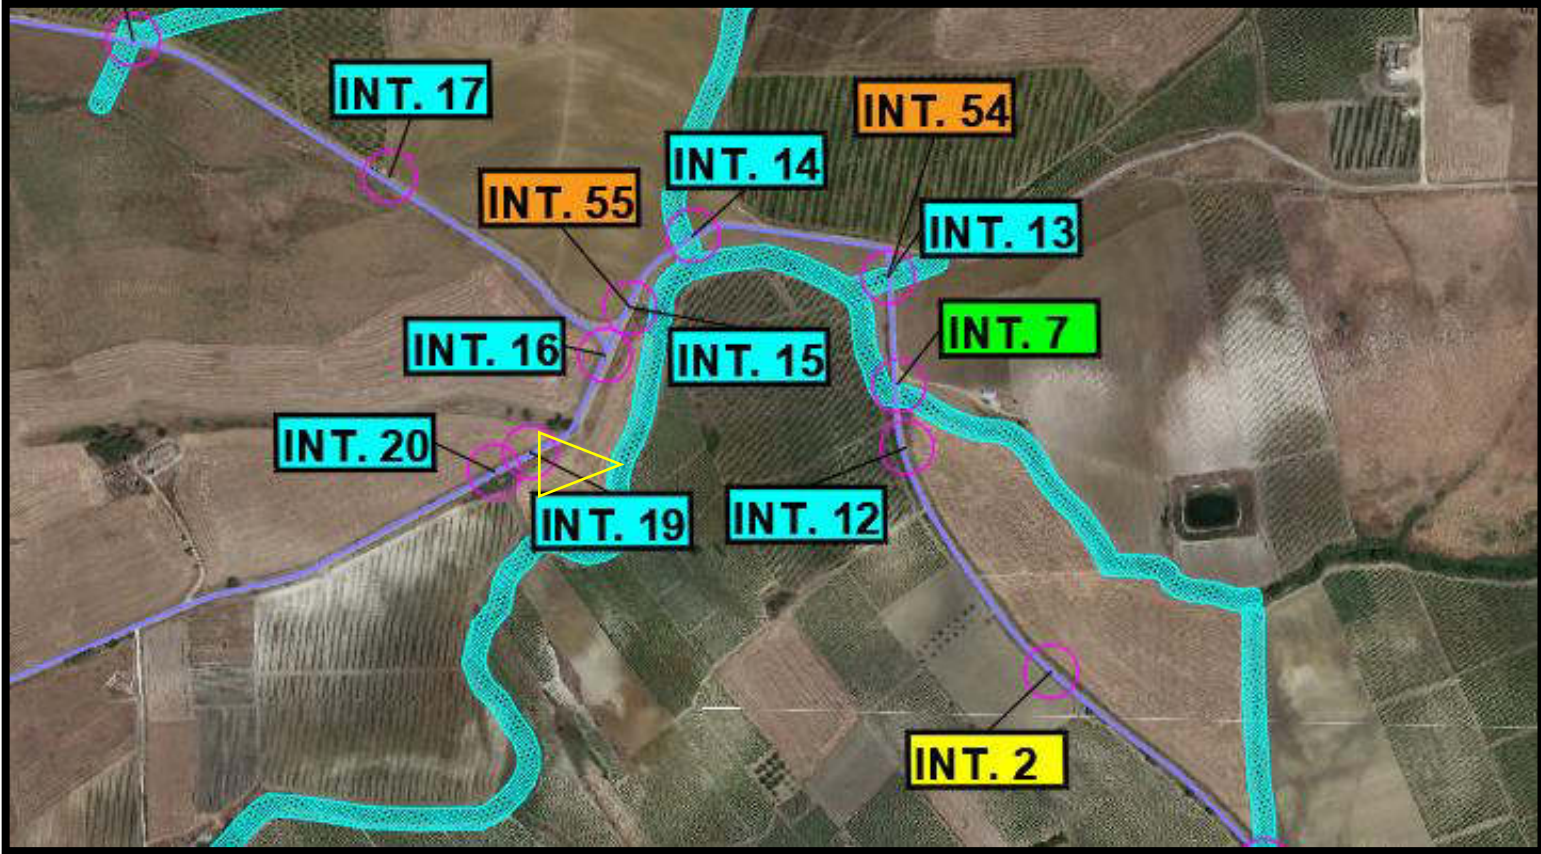 INT. 17
INT. 54
INT. 14
INT. 55
INT. 13
INT. 7
INT. 16
INT. 15
INT. 20
INT. 19
INT. 12
INT. 2